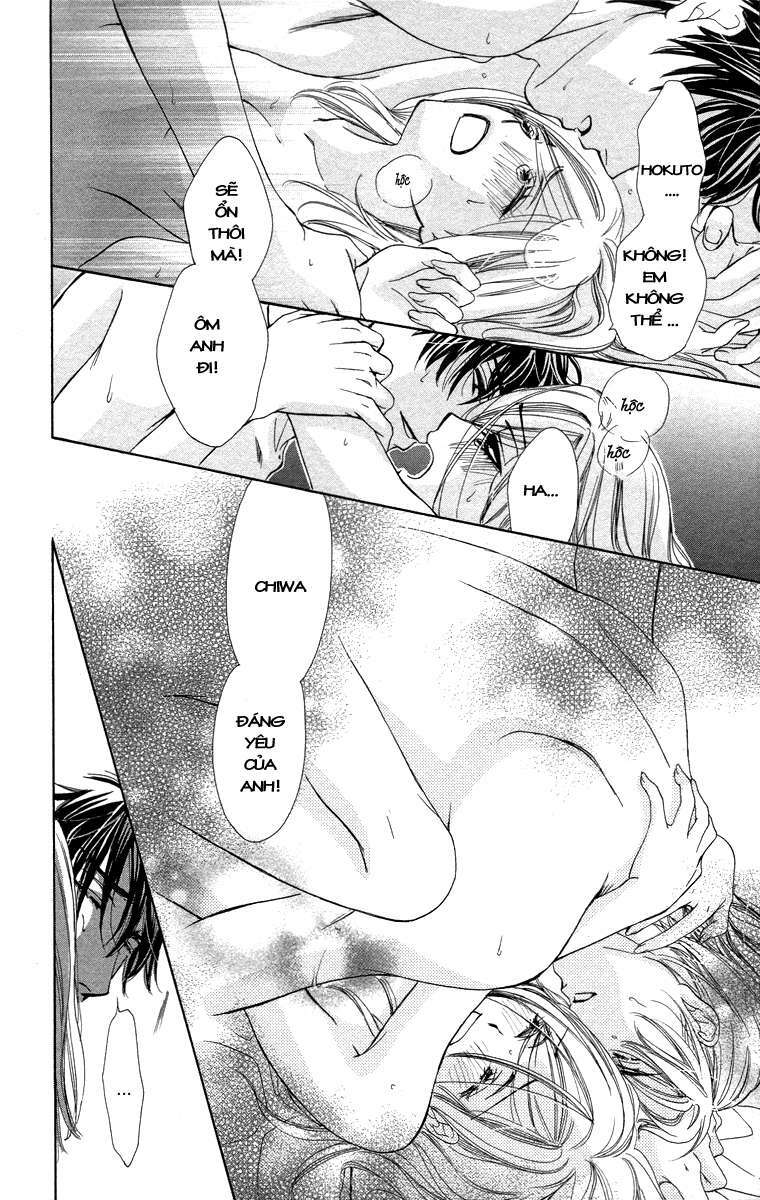 HOKUTO
....
KHÔNG!
EM
KHÔNG
THỂ ...
hộc
SẼ
ỔN
THÔI
MÀ!
ÔM
ANH
ĐI!
hộc
hộc
HA...
CHIWA
ĐÁNG
YÊU
CỦA
ANH!
...